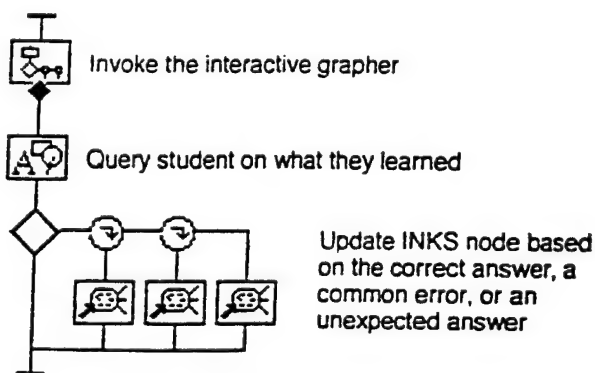 Invoke the interactive grapher
A
Query student on what they learned
Update INKS node based
on the correct answer, a
common error, or an
unexpected answer